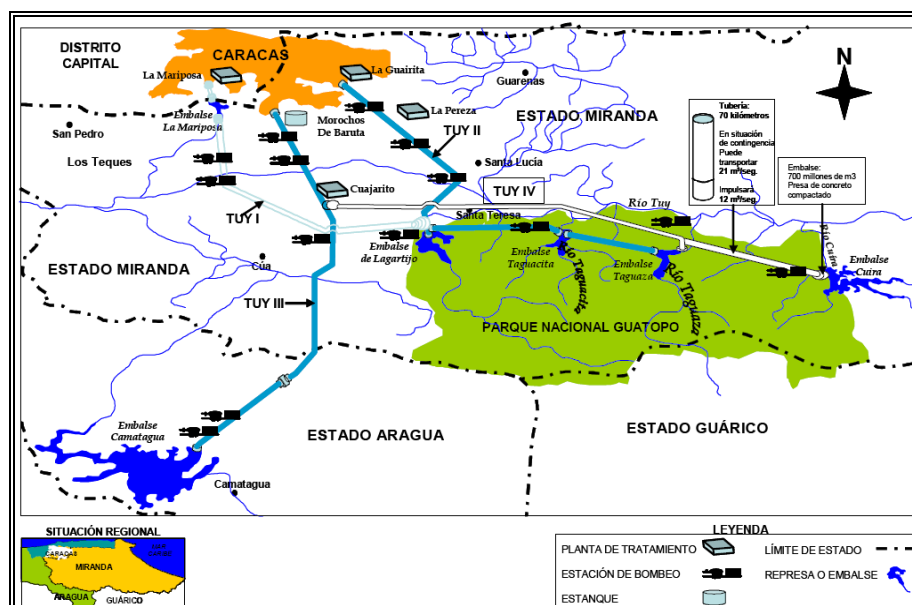 DISTRITO
CAPITAL
CARACAS
La Mariposa
La Guairita
N
Guarenas
ESTADO MIRANDA
La Pereza
Embalse
La Mariposa
Morochos
De Baruta
San Pedro
Los Teques
TUY II
Santa Lucía
Tubería:
70 kilómetros
En situación
de contingencia
Puede
transportar
21 m³/seg.
Impulsará
12 m³/seg.
Embalse:
700 millones de m3
Presa de concreto
compactado
Cuajarito
TUY IV
TUY I
Santa Teresa
Río Tuy
Río Cuira
Embalse
de Lagartijo
Embalse
Taguacita
Río Taguacita
Embalse
Taguaza
Río Taguaza
Embalse
Cuira
ESTADO MIRANDA
Cúa
TUY III
PARQUE NACIONAL GUATOPO
Embalse
Camatagua
ESTADO ARAGUA
ESTADO GUÁRICO
Camatagua
SITUACIÓN REGIONAL
CARACAS
MIRANDA
ARAGUA
GUÁRICO
LEYENDA
PLANTA DE TRATAMIENTO
LÍMITE DE ESTADO
ESTACIÓN DE BOMBEO
REPRESA O EMBALSE
ESTANQUE